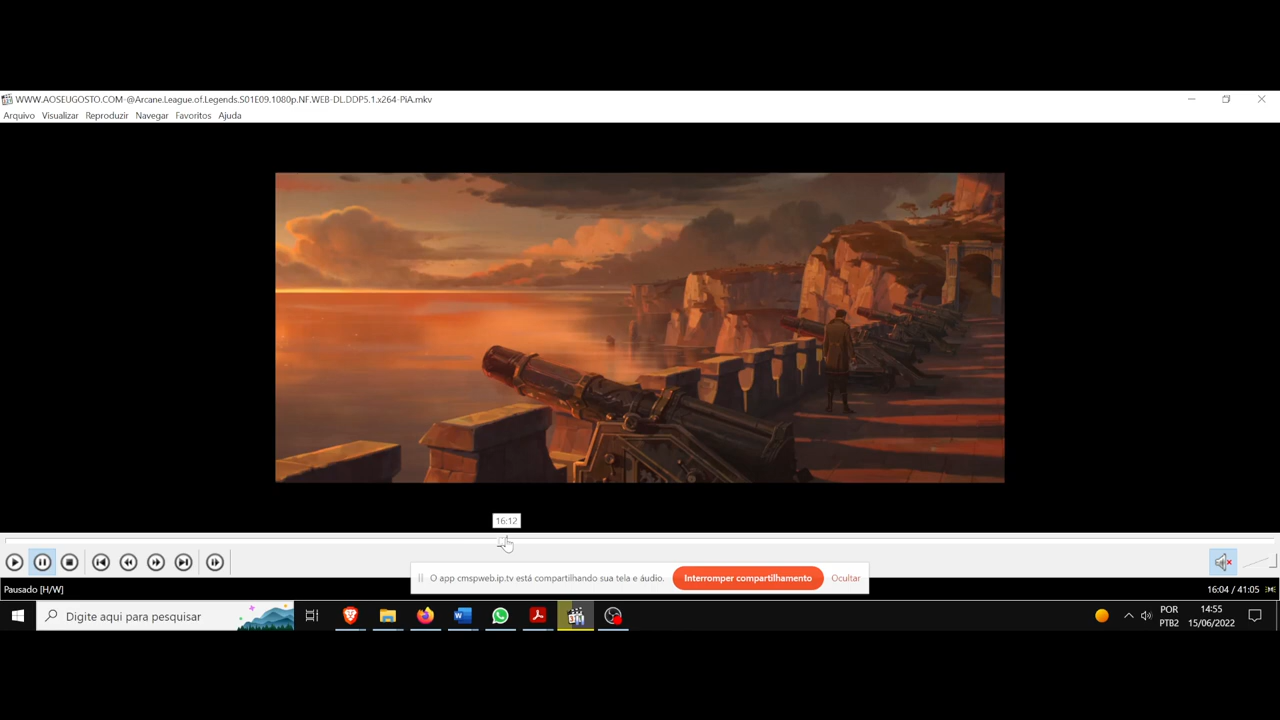 WWW.AOSEUGOSTO.COM-@Arcane.League.of.Legends.S01E09.1080p.NF.WEB-DL.DDP5.1.x264-PiA.mkv
Arquivo Visualizar Reproduzir Navegar Favoritos Ajuda
16:12
O app cmspweb.ip.tv está compartilhando sua tela e áudio. Interromper compartilhamento Ocultar
Pausado [H/W] 16:04 / 41:05
Digite aqui para pesquisar
POR 14:55
PTB2 15/06/2022